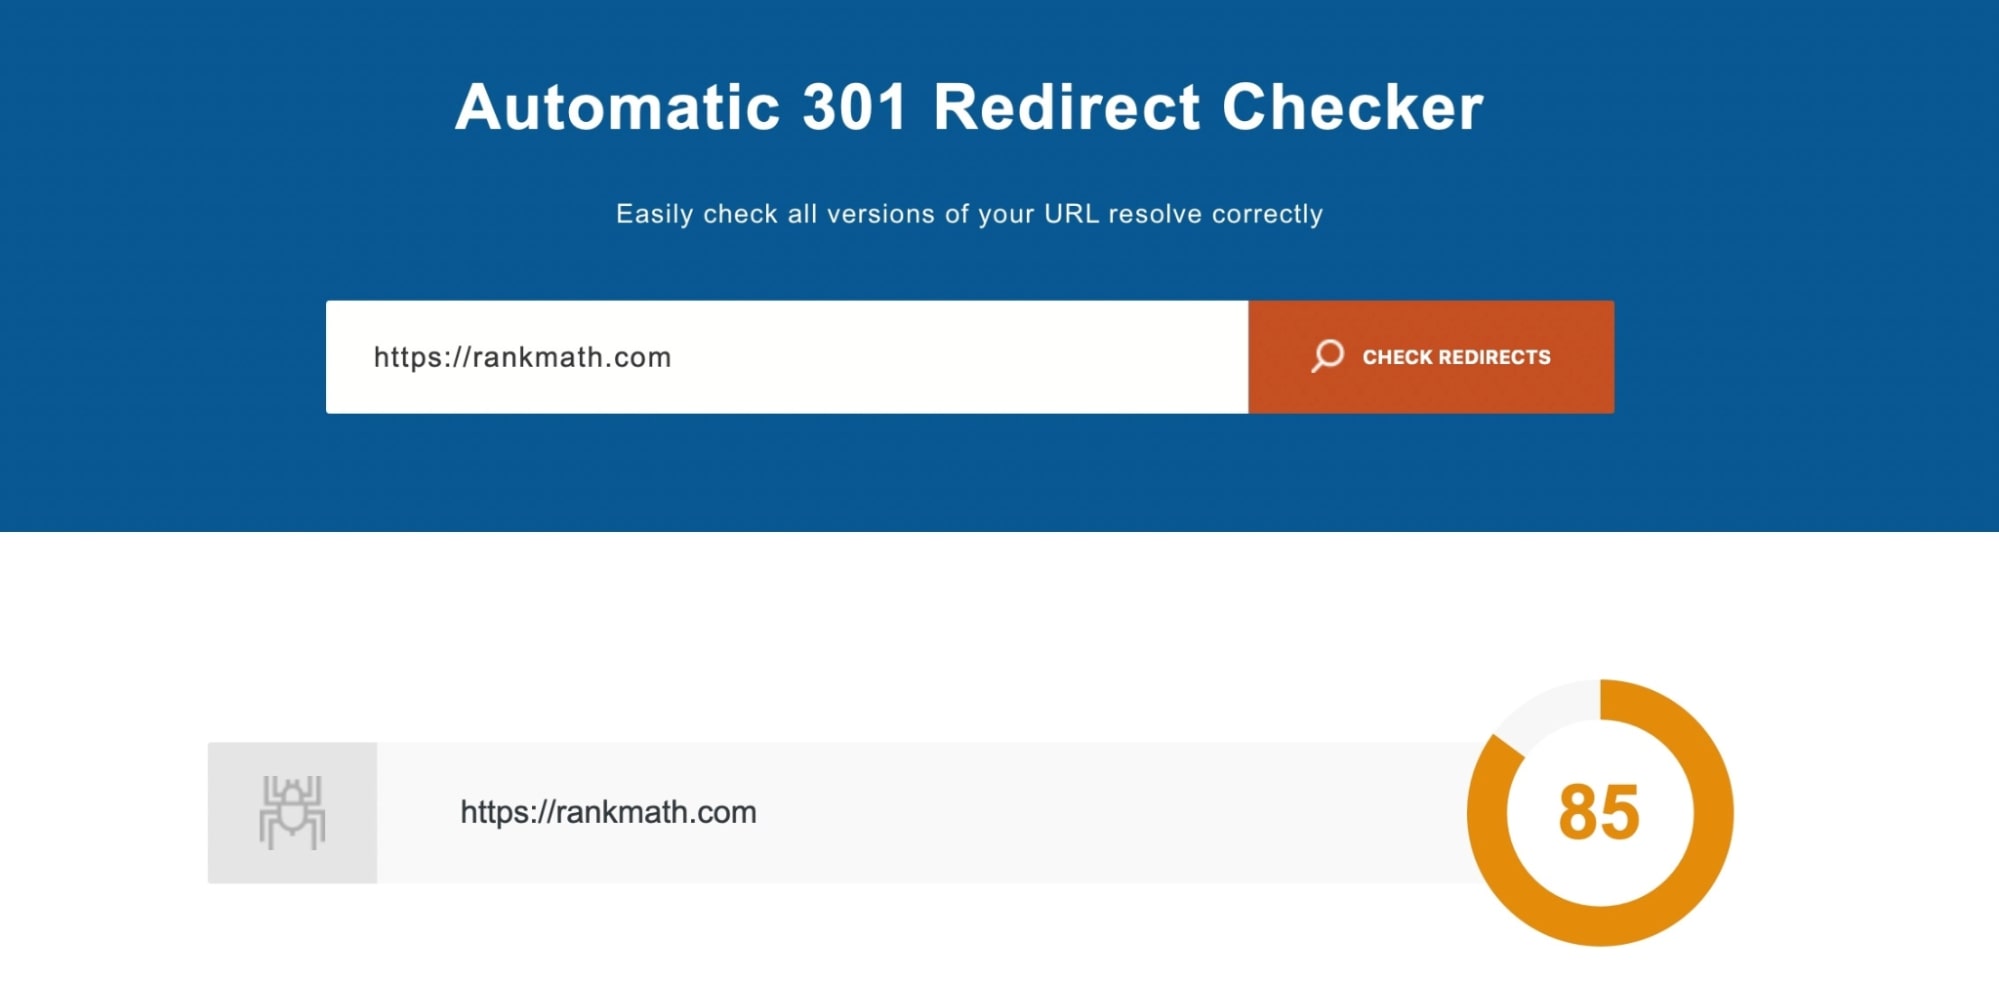 Automatic 301 Redirect Checker
Easily check all versions of your URL resolve correctly
https://rankmath.com
CHECK REDIRECTS
https://rankmath.com
85